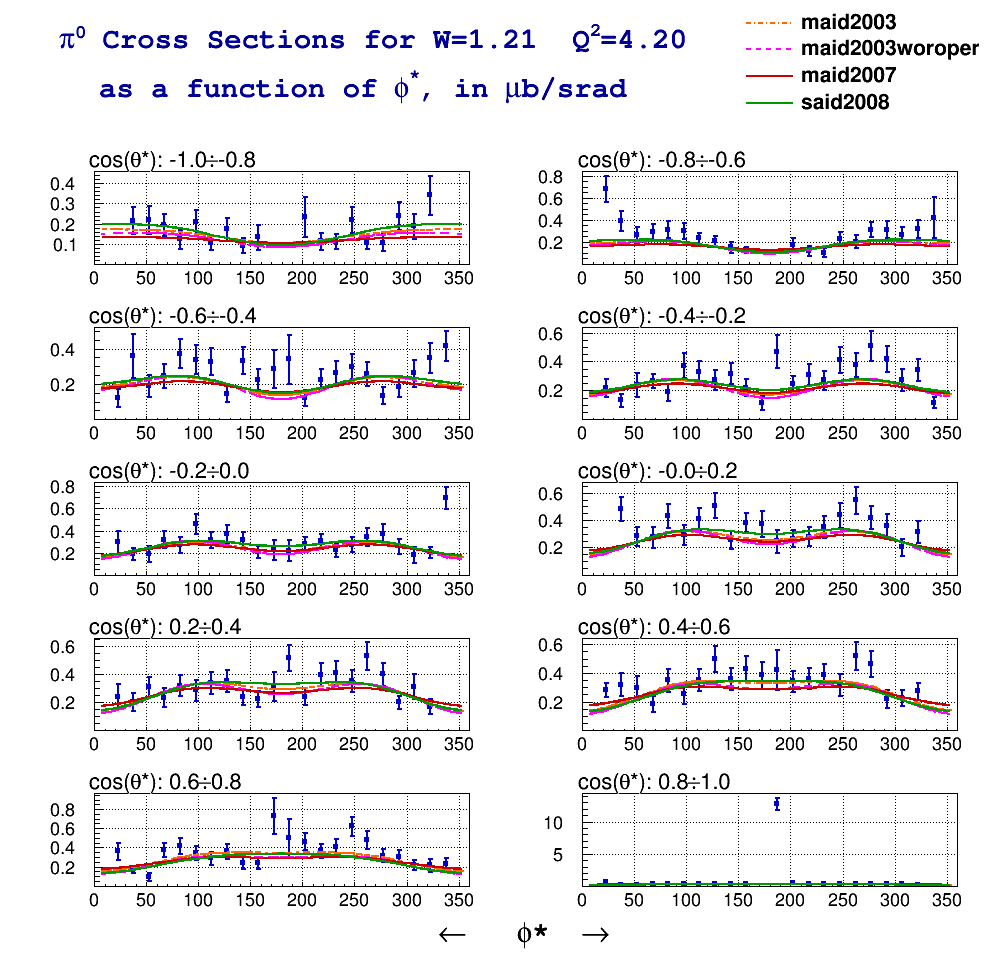 π⁰ Cross Sections for W=1.21 Q²=4.20
as a function of ϕ*, in μb/srad
maid2003
maid2003woroper
maid2007
said2008
cos(θ*): -1.0÷-0.8
0.4
0.2
0.1
0 50 100 150 200 250 300 350
cos(θ*): -0.8÷-0.6
0.8
0.6
0.4
0.2
0 50 100 150 200 250 300 350
cos(θ*): -0.6÷-0.4
0.4
0.2
0 50 100 150 200 250 300 350
cos(θ*): -0.4÷-0.2
0.6
0.4
0.2
0 50 100 150 200 250 300 350
cos(θ*): -0.2÷0.0
0.8
0.6
0.4
0.2
0 50 100 150 200 250 300 350
cos(θ*): -0.0÷0.2
0.6
0.4
0.2
0 50 100 150 200 250 300 350
cos(θ*): 0.2÷0.4
0.6
0.4
0.2
0 50 100 150 200 250 300 350
cos(θ*): 0.4÷0.6
0.6
0.4
0.2
0 50 100 150 200 250 300 350
cos(θ*): 0.6÷0.8
0.8
0.6
0.4
0.2
0 50 100 150 200 250 300 350
cos(θ*): 0.8÷1.0
10
5
0 50 100 150 200 250 300 350
← ϕ* →